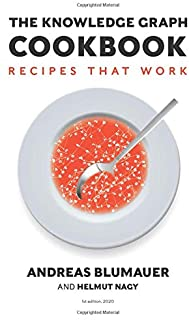 THE KNOWLEDGE GRAPH
COOKBOOK
RECIPES THAT WORK
ANDREAS BLUMAUER
AND HELMUT NAGY
1st edition, 2020